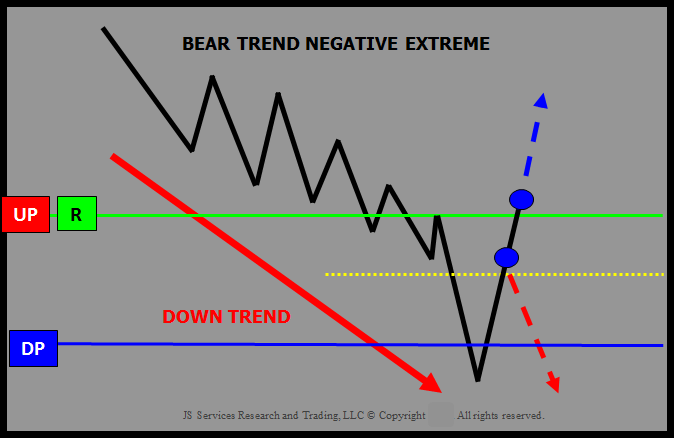 BEAR TREND NEGATIVE EXTREME
UP R
DOWN TREND
DP
JS Services Research and Trading, LLC © Copyright All rights reserved.